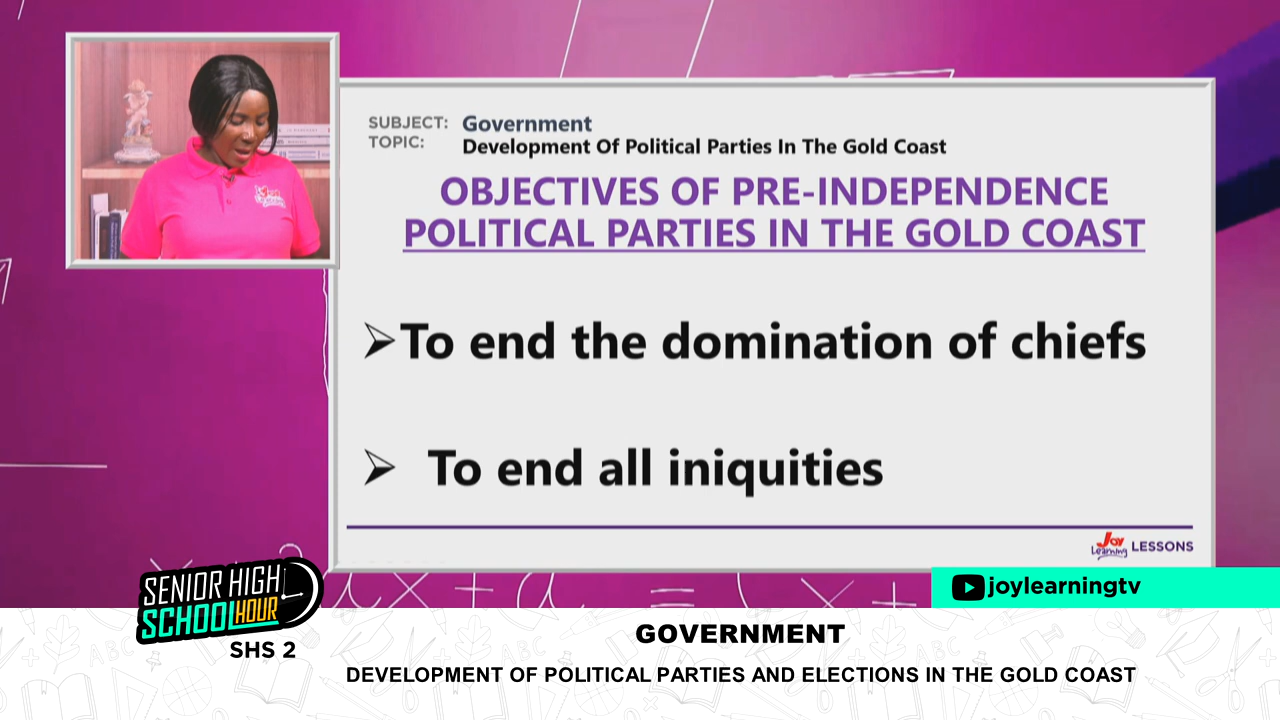 SUBJECT: Government
TOPIC: Development Of Political Parties In The Gold Coast
OBJECTIVES OF PRE-INDEPENDENCE
POLITICAL PARTIES IN THE GOLD COAST
➢To end the domination of chiefs
➢ To end all iniquities
Joy Learning LESSONS
joylearningtv
SENIOR HIGH
SCHOOL HOUR
SHS 2
GOVERNMENT
DEVELOPMENT OF POLITICAL PARTIES AND ELECTIONS IN THE GOLD COAST